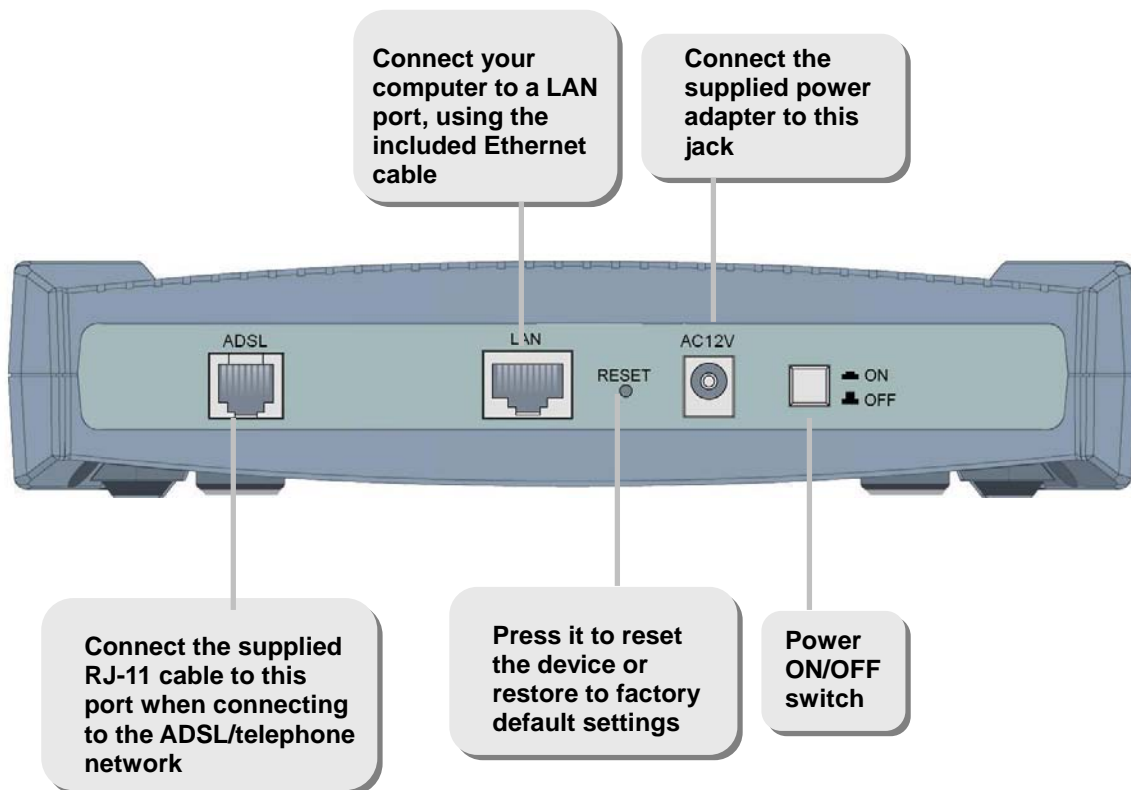 Connect your
computer to a LAN
port, using the
included Ethernet
cable
Connect the
supplied power
adapter to this
jack
ADSL
LAN
RESET
AC12V
ON
OFF
Connect the supplied
RJ-11 cable to this
port when connecting
to the ADSL/telephone
network
Press it to reset
the device or
restore to factory
default settings
Power
ON/OFF
switch